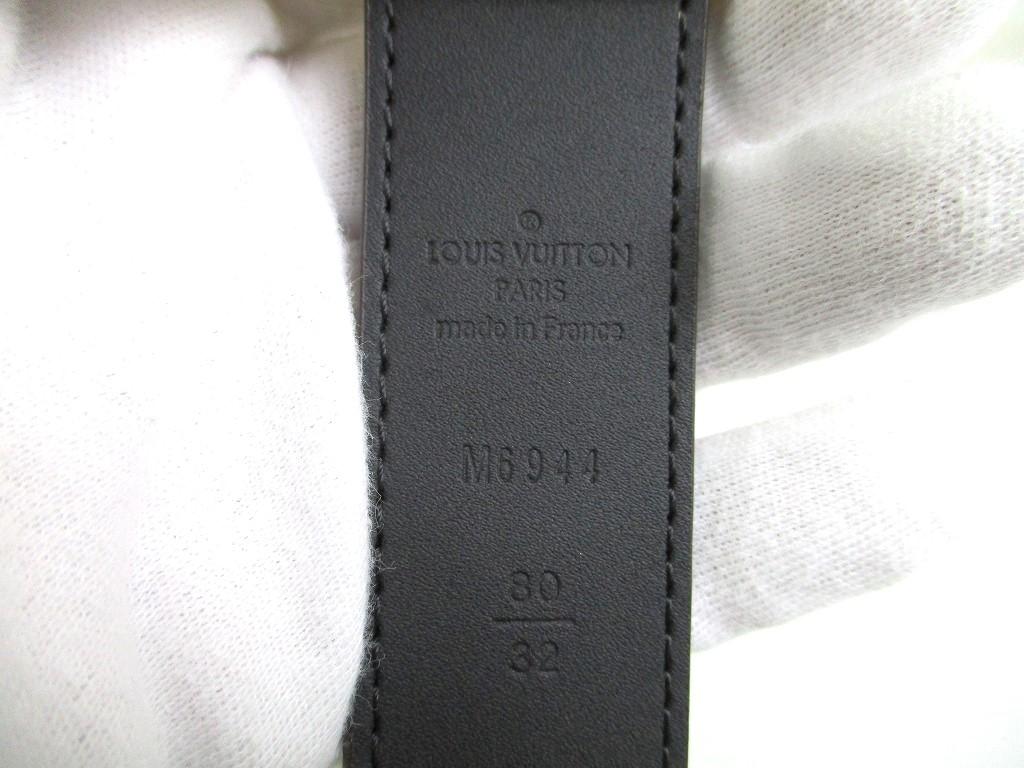 ®
LOUIS VUITTON
PARIS
made in France
M6944
80
32